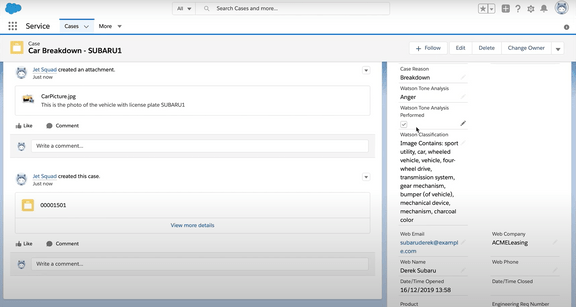 All
Search Cases and more...
Service
Cases
More
Case
Car Breakdown - SUBARU1
+ Follow
Edit
Delete
Change Owner
Jet Squad created an attachment.
Just now
CarPicture.jpg
This is the photo of the vehicle with license plate SUBARU1
Like
Comment
Write a comment...
Jet Squad created this case.
Just now
00001501
View more details
Like
Comment
Write a comment...
Case Reason
Breakdown
Watson Tone Analysis
Anger
Watson Tone Analysis
Performed
Watson Classification
Image Contains: sport
utility, car, wheeled
vehicle, vehicle, four-
wheel drive,
transmission system,
gear mechanism,
bumper (of vehicle),
mechanical device,
mechanism, charcoal
color
Web Email
subaruderek@exampl
e.com
Web Company
ACMELeasing
Web Name
Derek Subaru
Web Phone
Date/Time Opened
16/12/2019 13:58
Date/Time Closed
Product
Engineering Req Number